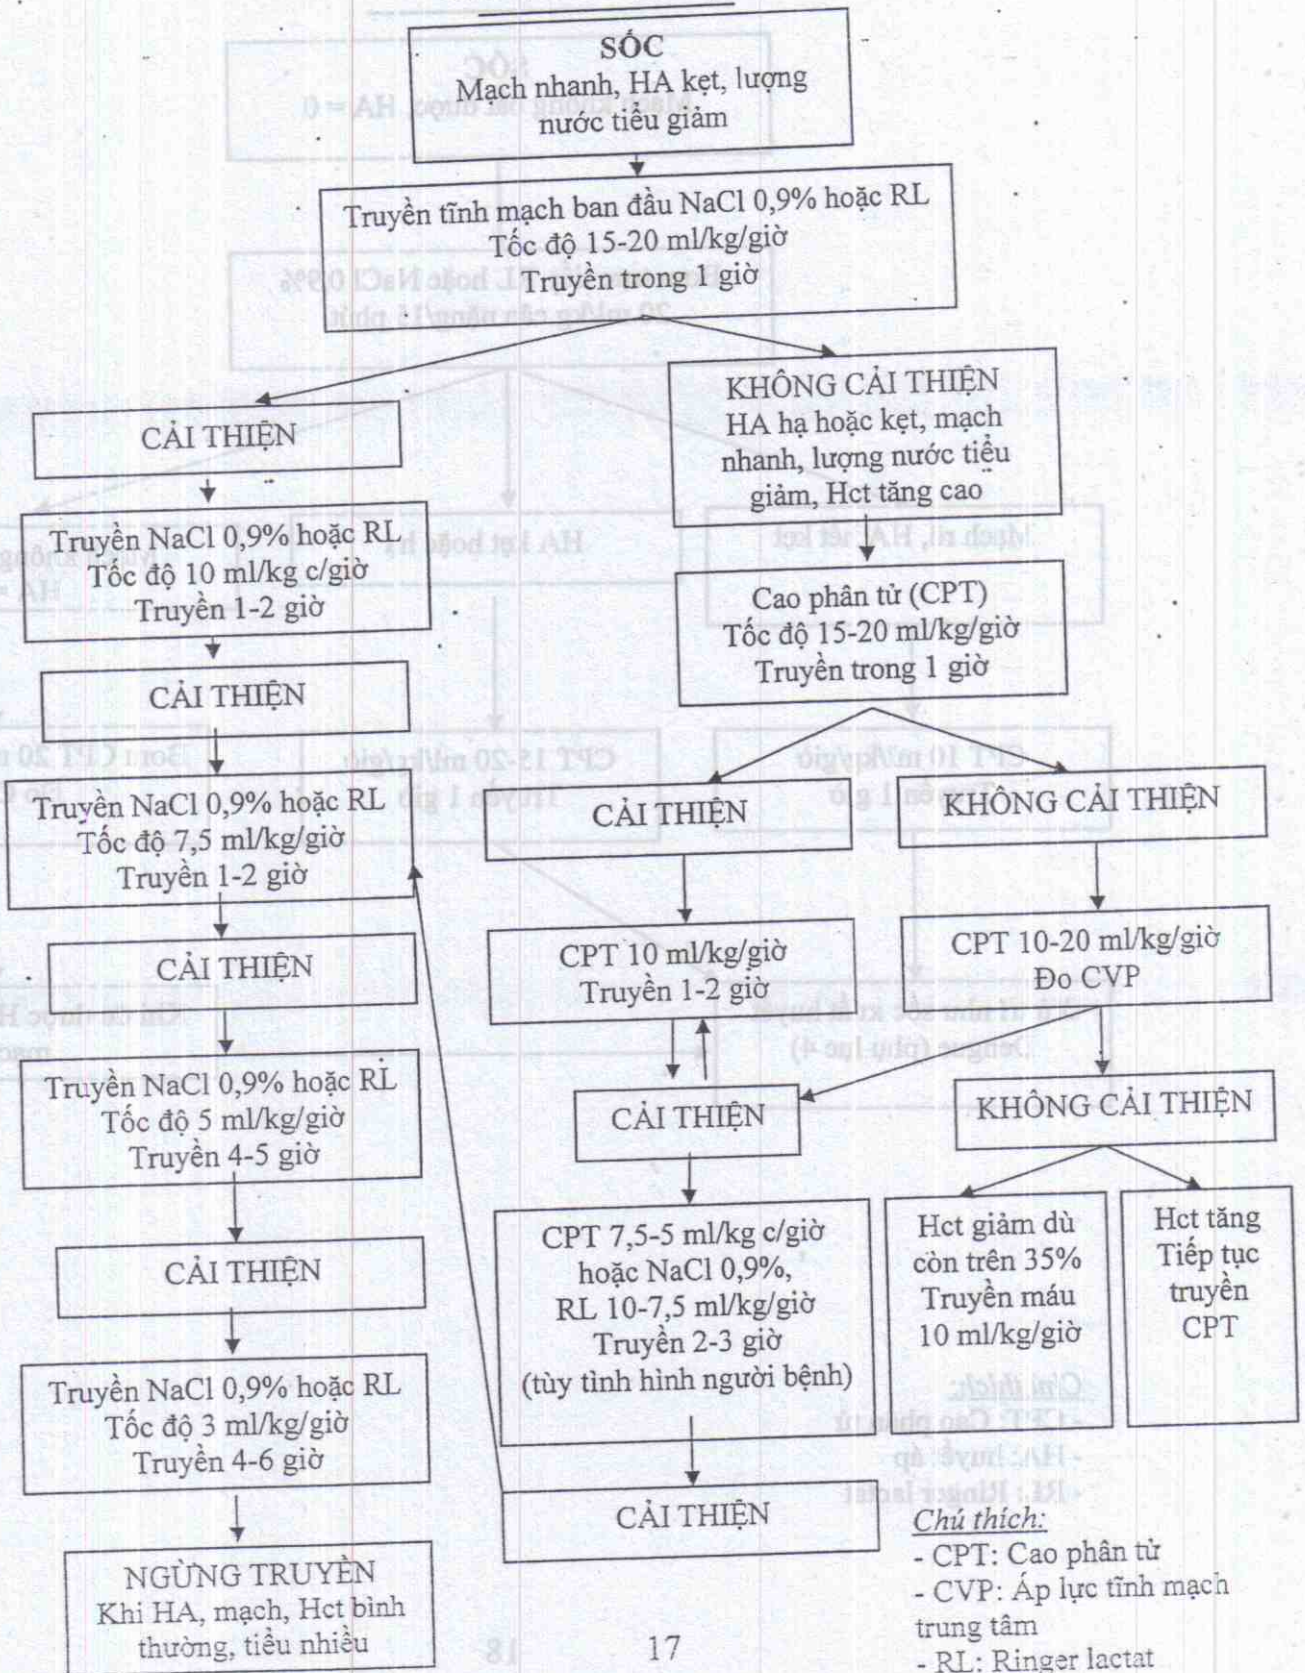 SỐC
Mạch nhanh, HA kẹt, lượng
nước tiểu giảm
Truyền tĩnh mạch ban đầu NaCl 0,9% hoặc RL
Tốc độ 15-20 ml/kg/giờ
Truyền trong 1 giờ
CẢI THIỆN
KHÔNG CẢI THIỆN
HA hạ hoặc kẹt, mạch
nhanh, lượng nước tiểu
giảm, Hct tăng cao
Truyền NaCl 0,9% hoặc RL
Tốc độ 10 ml/kg c/giờ
Truyền 1-2 giờ
Cao phân tử (CPT)
Tốc độ 15-20 ml/kg/giờ
Truyền trong 1 giờ
CẢI THIỆN
Truyền NaCl 0,9% hoặc RL
Tốc độ 7,5 ml/kg/giờ
Truyền 1-2 giờ
CẢI THIỆN
KHÔNG CẢI THIỆN
CẢI THIỆN
CPT 10 ml/kg/giờ
Truyền 1-2 giờ
CPT 10-20 ml/kg/giờ
Đo CVP
Truyền NaCl 0,9% hoặc RL
Tốc độ 5 ml/kg/giờ
Truyền 4-5 giờ
CẢI THIỆN
KHÔNG CẢI THIỆN
CẢI THIỆN
CPT 7,5-5 ml/kg c/giờ
hoặc NaCl 0,9%,
RL 10-7,5 ml/kg/giờ
Truyền 2-3 giờ
(tùy tình hình người bệnh)
Hct giảm dù
còn trên 35%
Truyền máu
10 ml/kg/giờ
Hct tăng
Tiếp tục
truyền
CPT
Truyền NaCl 0,9% hoặc RL
Tốc độ 3 ml/kg/giờ
Truyền 4-6 giờ
CẢI THIỆN
NGỪNG TRUYỀN
Khi HA, mạch, Hct bình
thường, tiểu nhiều
Chú thích:
- CPT: Cao phân tử
- CVP: Áp lực tĩnh mạch
trung tâm
- RL: Ringer lactat
17